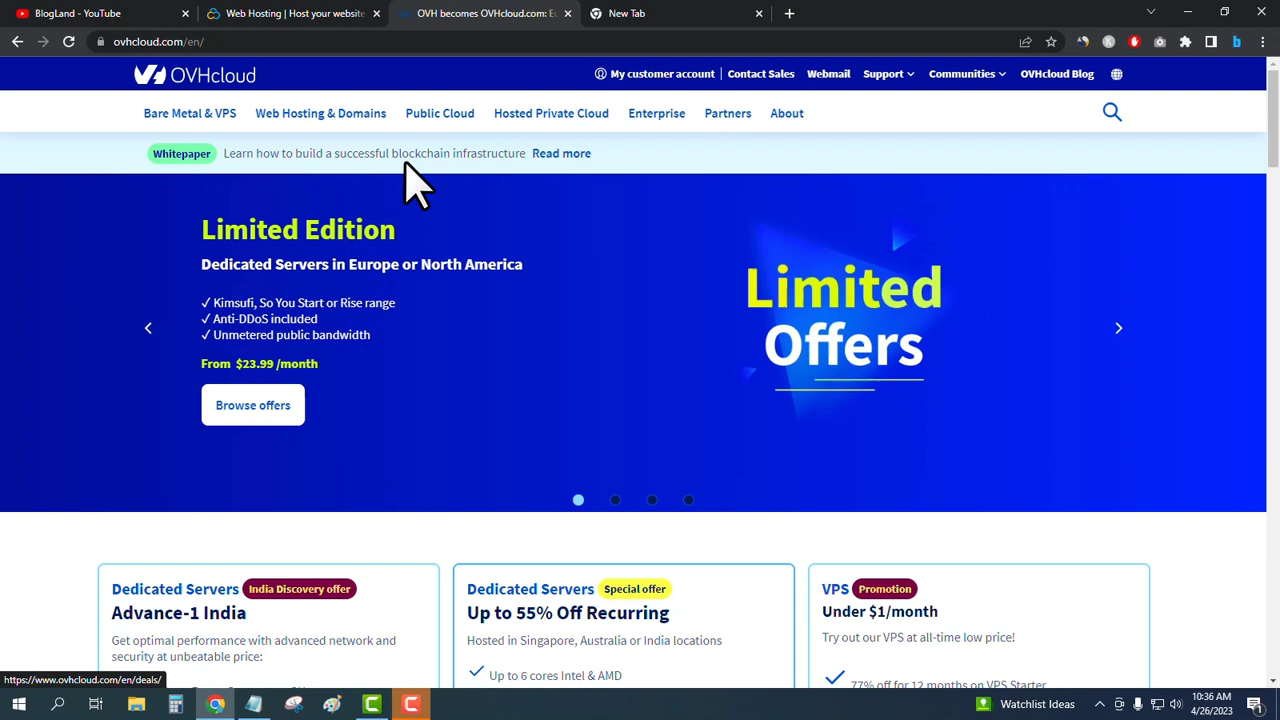 BlogLand - YouTube
Web Hosting | Host your website
OVH becomes OVHcloud.com: Eu
New Tab
ovhcloud.com/en/
OVHcloud
My customer account
Contact Sales
Webmail
Support
Communities
OVHcloud Blog
Bare Metal & VPS
Web Hosting & Domains
Public Cloud
Hosted Private Cloud
Enterprise
Partners
About
Whitepaper Learn how to build a successful blockchain infrastructure Read more
Limited Edition
Dedicated Servers in Europe or North America
✓ Kimsufi, So You Start or Rise range
✓ Anti-DDoS included
✓ Unmetered public bandwidth
From $23.99 /month
Browse offers
Limited
Offers
Dedicated Servers India Discovery offer
Advance-1 India
Get optimal performance with advanced network and
security at unbeatable price:
Dedicated Servers Special offer
Up to 55% Off Recurring
Hosted in Singapore, Australia or India locations
Up to 6 cores Intel & AMD
VPS Promotion
Under $1/month
Try out our VPS at all-time low price!
77% off for 12 months on VPS Starter
https://www.ovhcloud.com/en/deals/
Watchlist Ideas
10:36 AM
4/26/2023